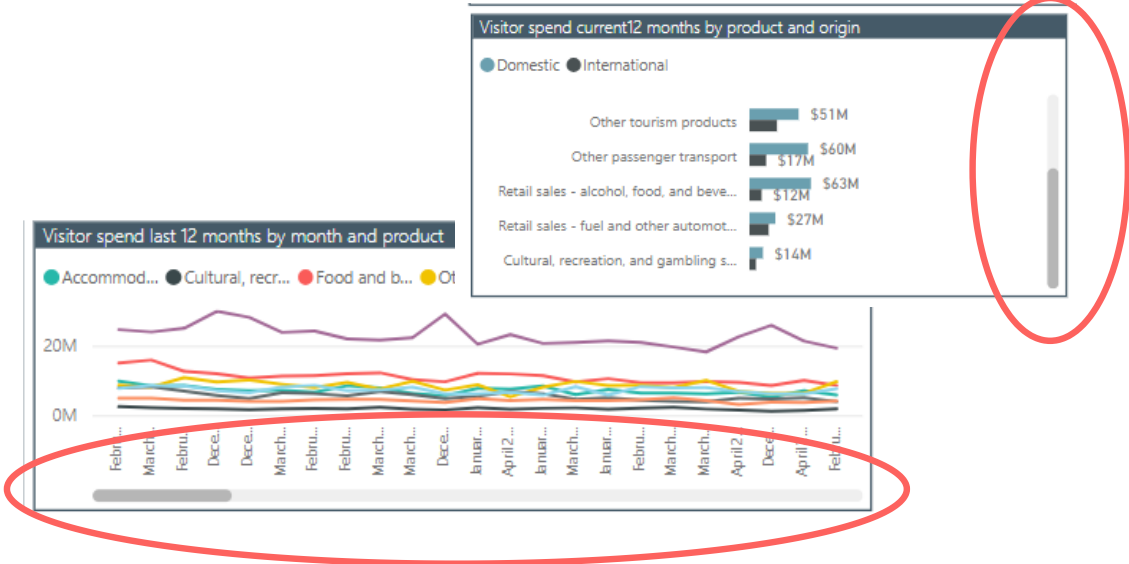 Visitor spend current12 months by product and origin
Domestic International
Other tourism products $51M
Other passenger transport $60M
$17M
Retail sales - alcohol, food, and beve... $63M
$12M
Retail sales - fuel and other automot... $27M
Cultural, recreation, and gambling s... $14M
Visitor spend last 12 months by month and product
Accommod... Cultural, recr... Food and b...
20M
0M
Febru...
March...
Febru...
Dece...
Dece...
March...
Febru...
Febru...
March...
March...
Dece...
Januar...
April 2...
Januar...
March...
Januar...
Febru...
March...
March...
April 2...
Dece...
April ...
Febru...